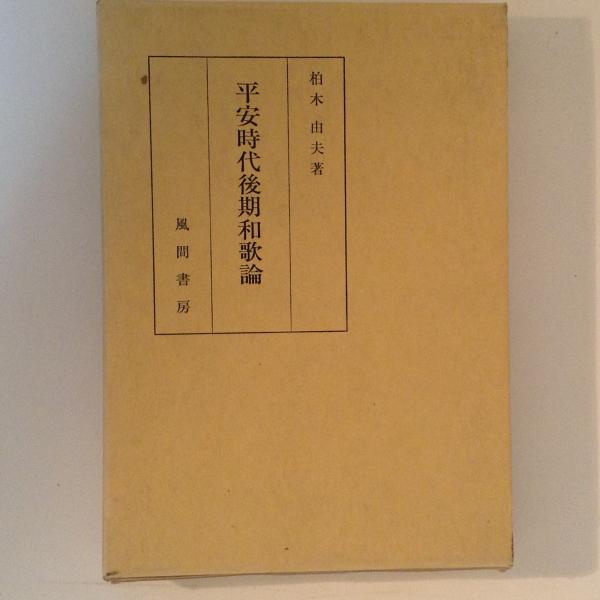 柏木由夫著
平安時代後期和歌論
風間書房